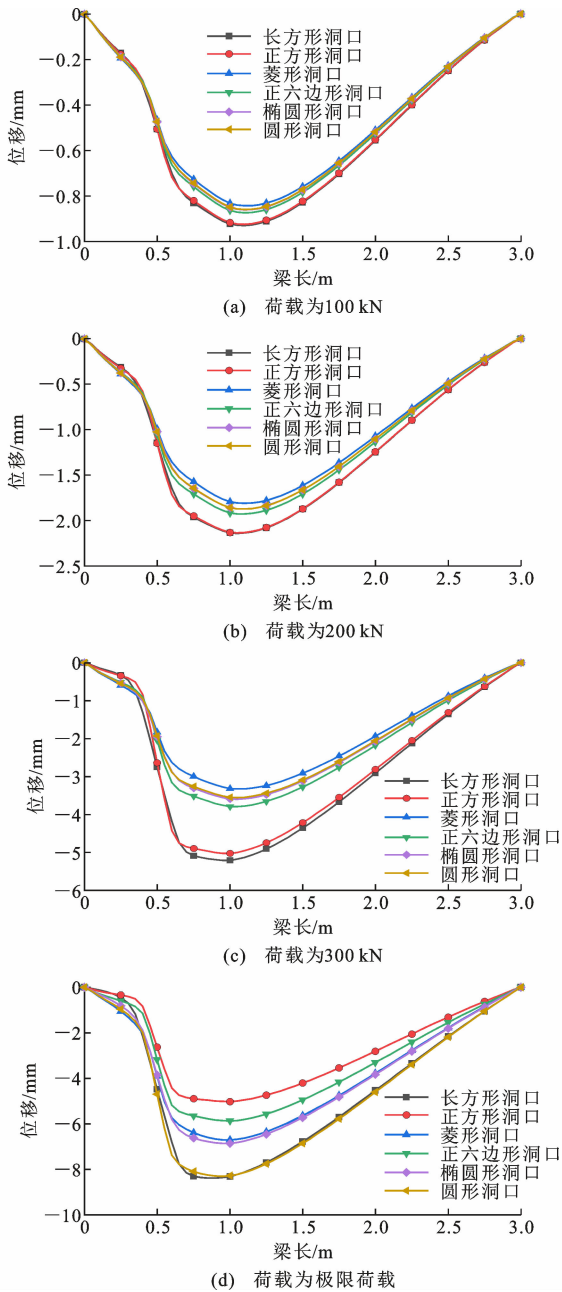 0
−0.2
−0.4
−0.6
−0.8
−1.0
位移/mm
长方形洞口
正方形洞口
菱形洞口
正六边形洞口
椭圆形洞口
圆形洞口
0 0.5 1.0 1.5 2.0 2.5 3.0
梁长/m
(a) 荷载为100 kN
0
−0.5
−1.0
−1.5
−2.0
−2.5
位移/mm
长方形洞口
正方形洞口
菱形洞口
正六边形洞口
椭圆形洞口
圆形洞口
0 0.5 1.0 1.5 2.0 2.5 3.0
梁长/m
(b) 荷载为200 kN
0
−1
−2
−3
−4
−5
−6
位移/mm
长方形洞口
正方形洞口
菱形洞口
正六边形洞口
椭圆形洞口
圆形洞口
0 0.5 1.0 1.5 2.0 2.5 3.0
梁长/m
(c) 荷载为300 kN
0
−2
−4
−6
−8
−10
位移/mm
长方形洞口
正方形洞口
菱形洞口
正六边形洞口
椭圆形洞口
圆形洞口
0 0.5 1.0 1.5 2.0 2.5 3.0
梁长/m
(d) 荷载为极限荷载